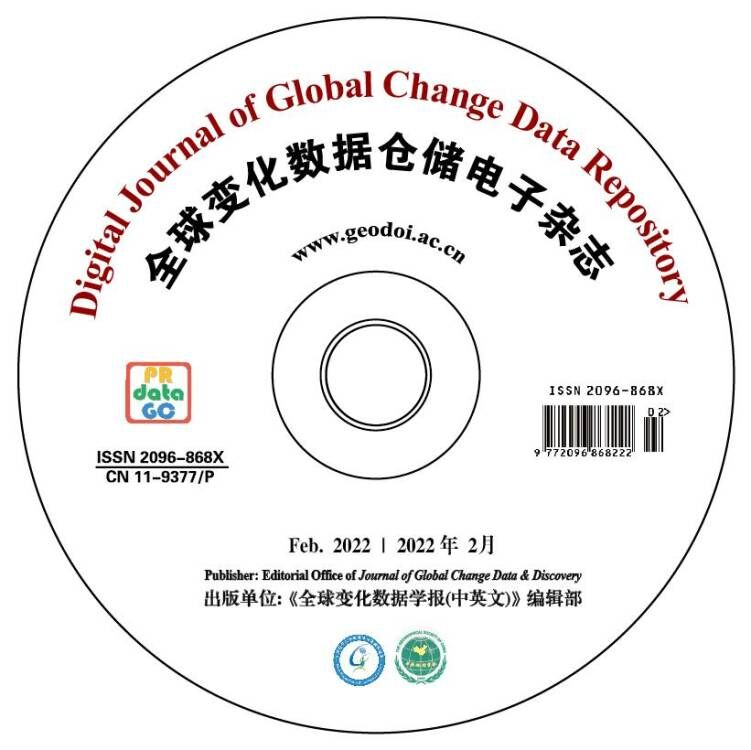 Digital Journal of Global Change Data Repository
全球变化数据仓储电子杂志
www.geodoi.ac.cn
PR
data
GC
ISSN 2096-868X
CN 11-9377/P
ISSN 2096-868X
02>
9 772096 868222
Feb. 2022 | 2022年 2月
Publisher: Editorial Office of Journal of Global Change Data & Discovery
出版单位:《全球变化数据学报(中英文)》编辑部